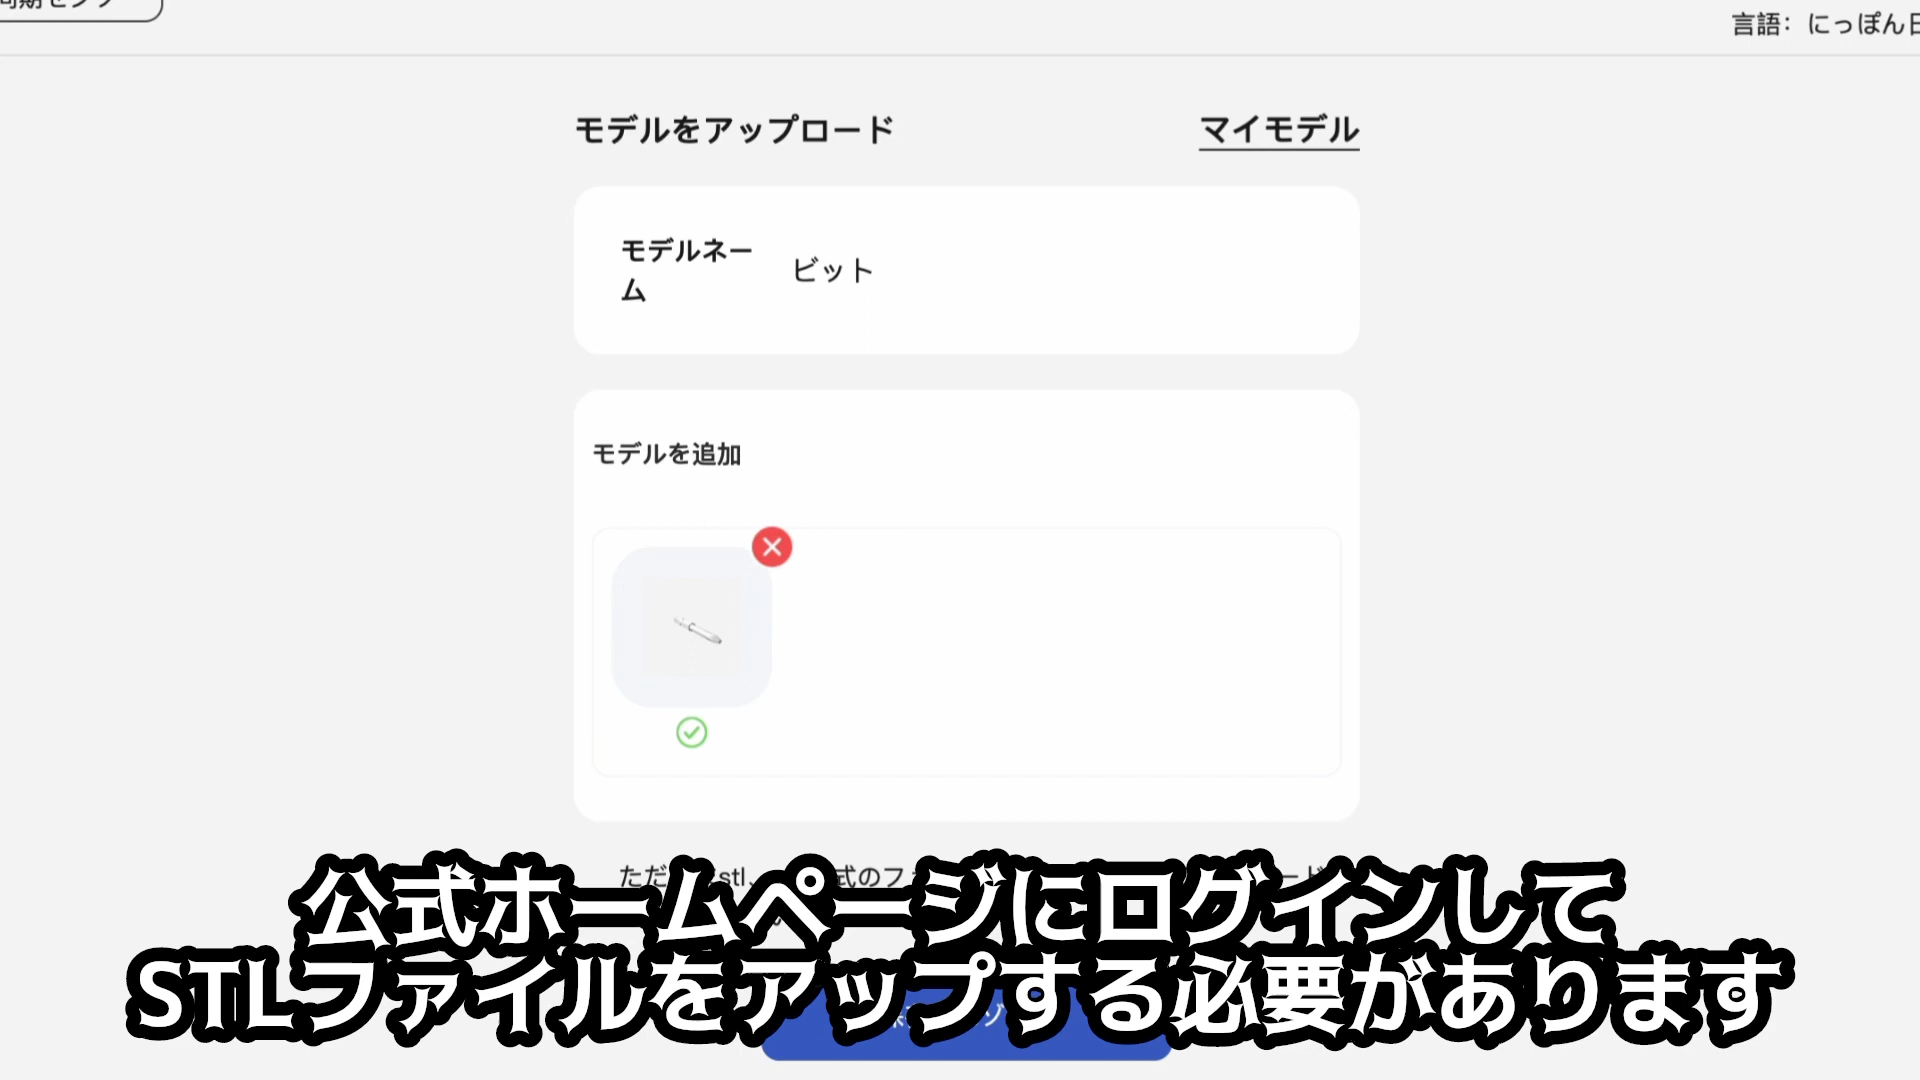 言語: にっぽん
モデルをアップロード
マイモデル
モデルネー
ム
ビット
モデルを追加
公式ホームページにログインして
STLファイルをアップする必要があります